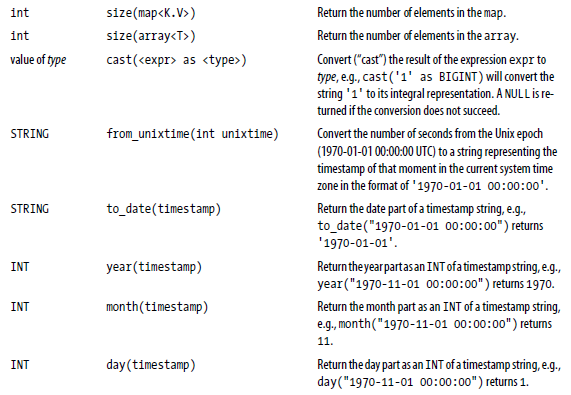 int size(map<K.V>) Return the number of elements in the map.
int size(array<T>) Return the number of elements in the array.
value of type cast(<expr> as <type>) Convert (“cast”) the result of the expression expr to
type, e.g., cast('1' as BIGINT) will convert the
string '1' to its integral representation. A NULL is re-
turned if the conversion does not succeed.
STRING from_unixtime(int unixtime) Convert the number of seconds from the Unix epoch
(1970-01-01 00:00:00 UTC) to a string representing the
timestamp of that moment in the current system time
zone in the format of '1970-01-01 00:00:00'.
STRING to_date(timestamp) Return the date part of a timestamp string, e.g.,
to_date("1970-01-01 00:00:00") returns
'1970-01-01'.
INT year(timestamp) Return the year part as an INT of a timestamp string, e.g.,
year("1970-11-01 00:00:00") returns 1970.
INT month(timestamp) Return the month part as an INT of a timestamp string,
e.g., month("1970-11-01 00:00:00") returns
11.
INT day(timestamp) Return the day part as an INT of a timestamp string, e.g.,
day("1970-11-01 00:00:00") returns 1.